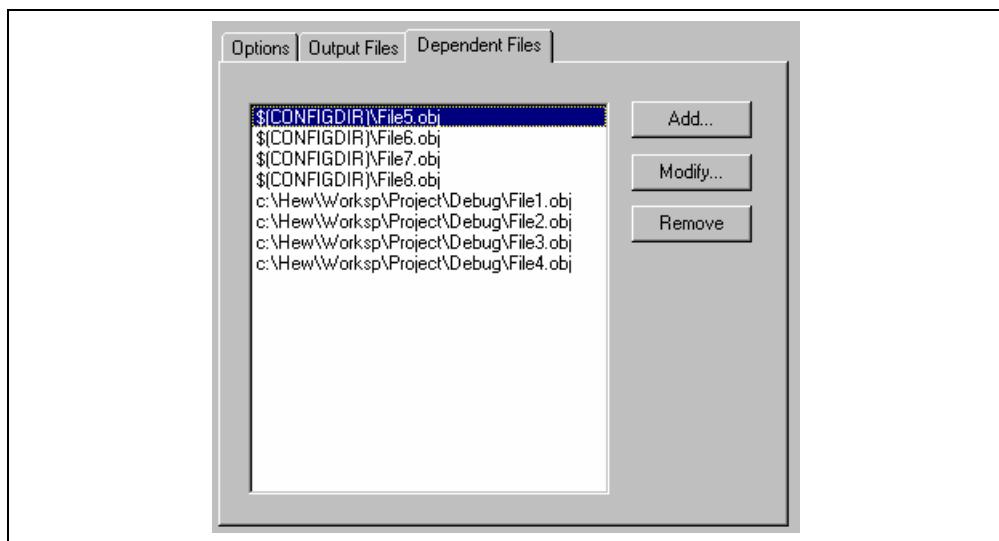 Options Output Files Dependent Files
$(CONFIGDIR)\File5.obj
$(CONFIGDIR)\File6.obj
$(CONFIGDIR)\File7.obj
$(CONFIGDIR)\File8.obj
c:\Hew\Worksp\Project\Debug\File1.obj
c:\Hew\Worksp\Project\Debug\File2.obj
c:\Hew\Worksp\Project\Debug\File3.obj
c:\Hew\Worksp\Project\Debug\File4.obj
Add...
Modify...
Remove